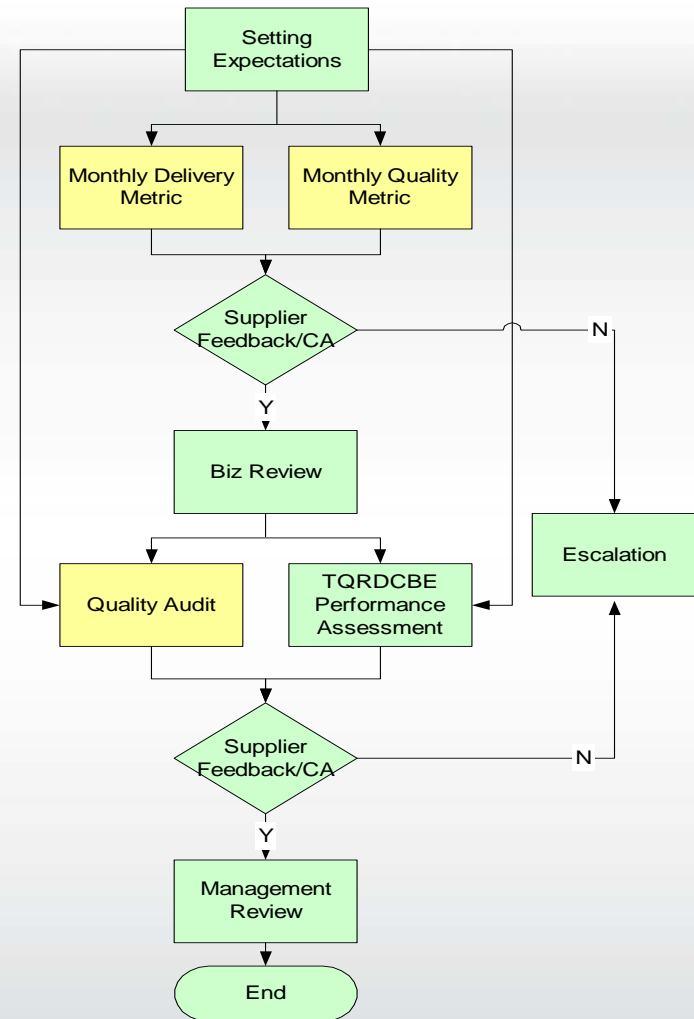 Setting
Expectations
Monthly Delivery
Metric
Monthly Quality
Metric
Supplier
Feedback/CA
N
Y
Biz Review
Escalation
Quality Audit
TQRDCBE
Performance
Assessment
Supplier
Feedback/CA
N
Y
Management
Review
End